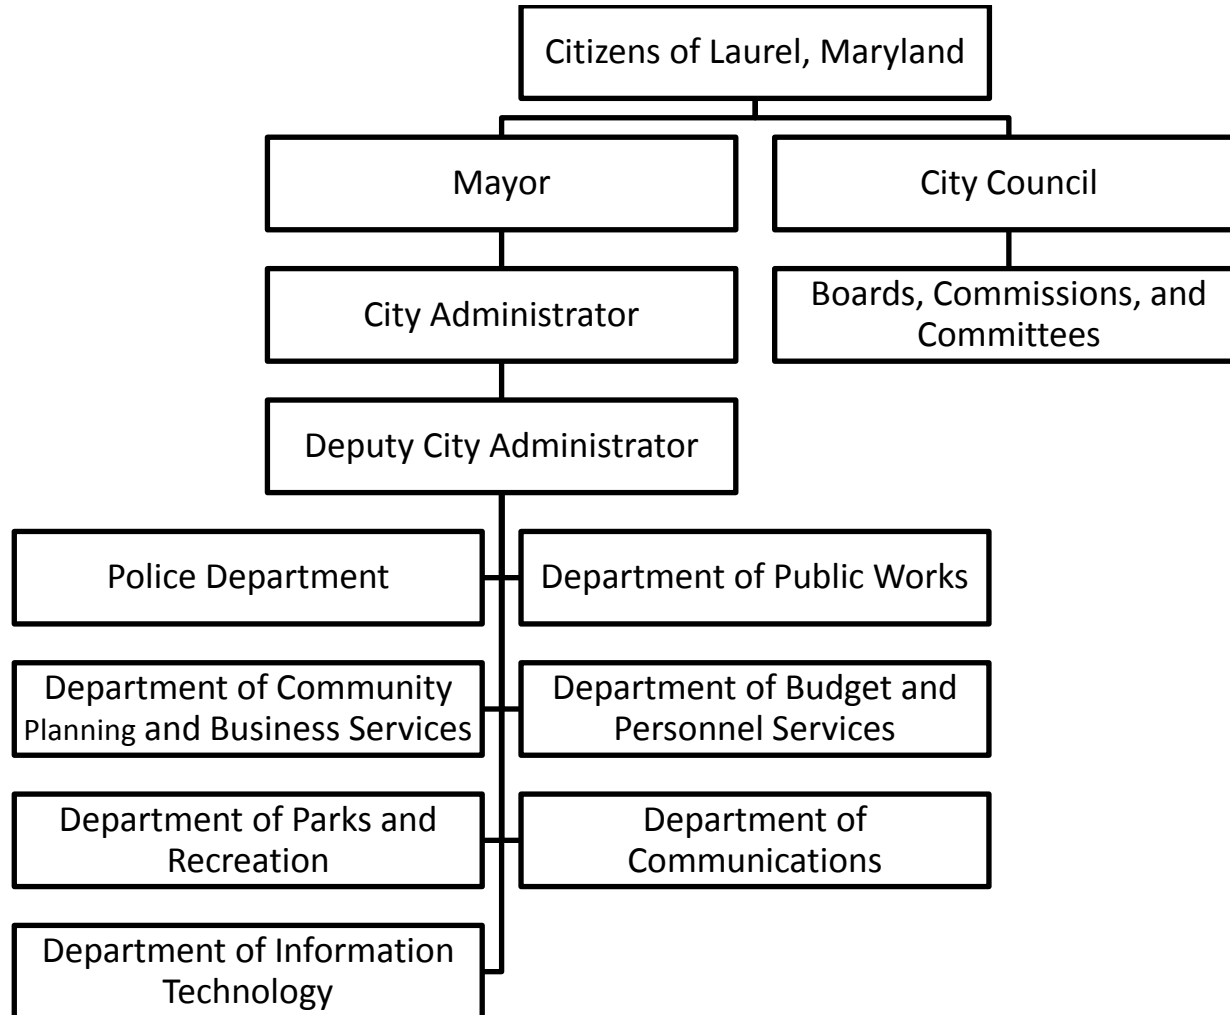 Citizens of Laurel, Maryland
Mayor
City Council
City Administrator
Boards, Commissions, and
Committees
Deputy City Administrator
Police Department
Department of Public Works
Department of Community
Planning and Business Services
Department of Budget and
Personnel Services
Department of Parks and
Recreation
Department of
Communications
Department of Information
Technology